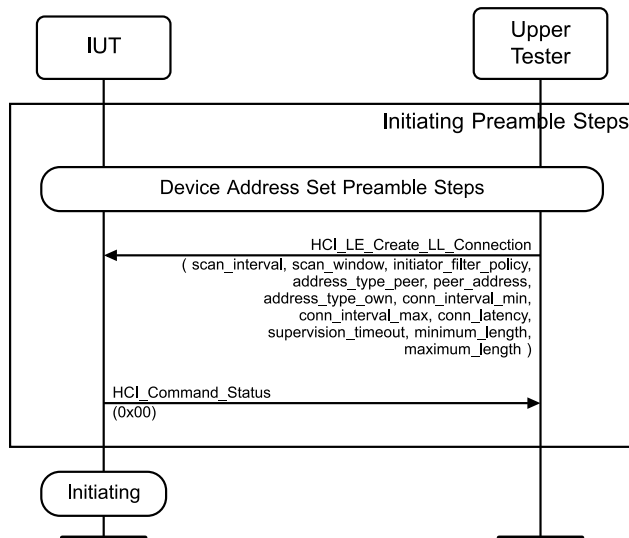 IUT
Upper
Tester
Initiating Preamble Steps
Device Address Set Preamble Steps
HCI_LE_Create_LL_Connection
( scan_interval, scan_window, initiator_filter_policy,
address_type_peer, peer_address,
address_type_own, conn_interval_min,
conn_interval_max, conn_latency,
supervision_timeout, minimum_length,
maximum_length )
HCI_Command_Status
(0x00)
Initiating